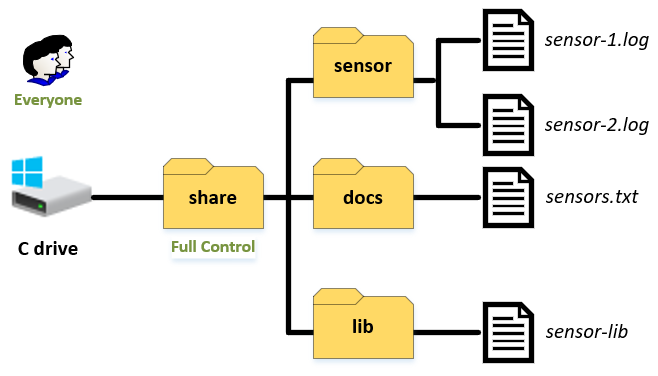 Everyone
C drive
share
Full Control
sensor
sensor-1.log
sensor-2.log
docs
sensors.txt
lib
sensor-lib